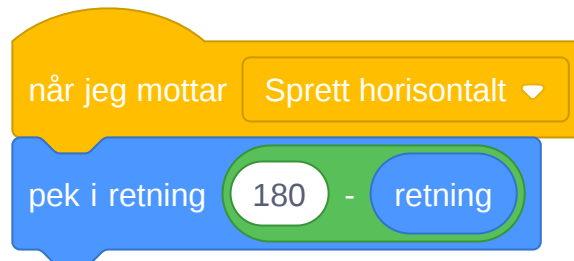 når jeg mottar Sprett horisontalt
pek i retning 180 - retning